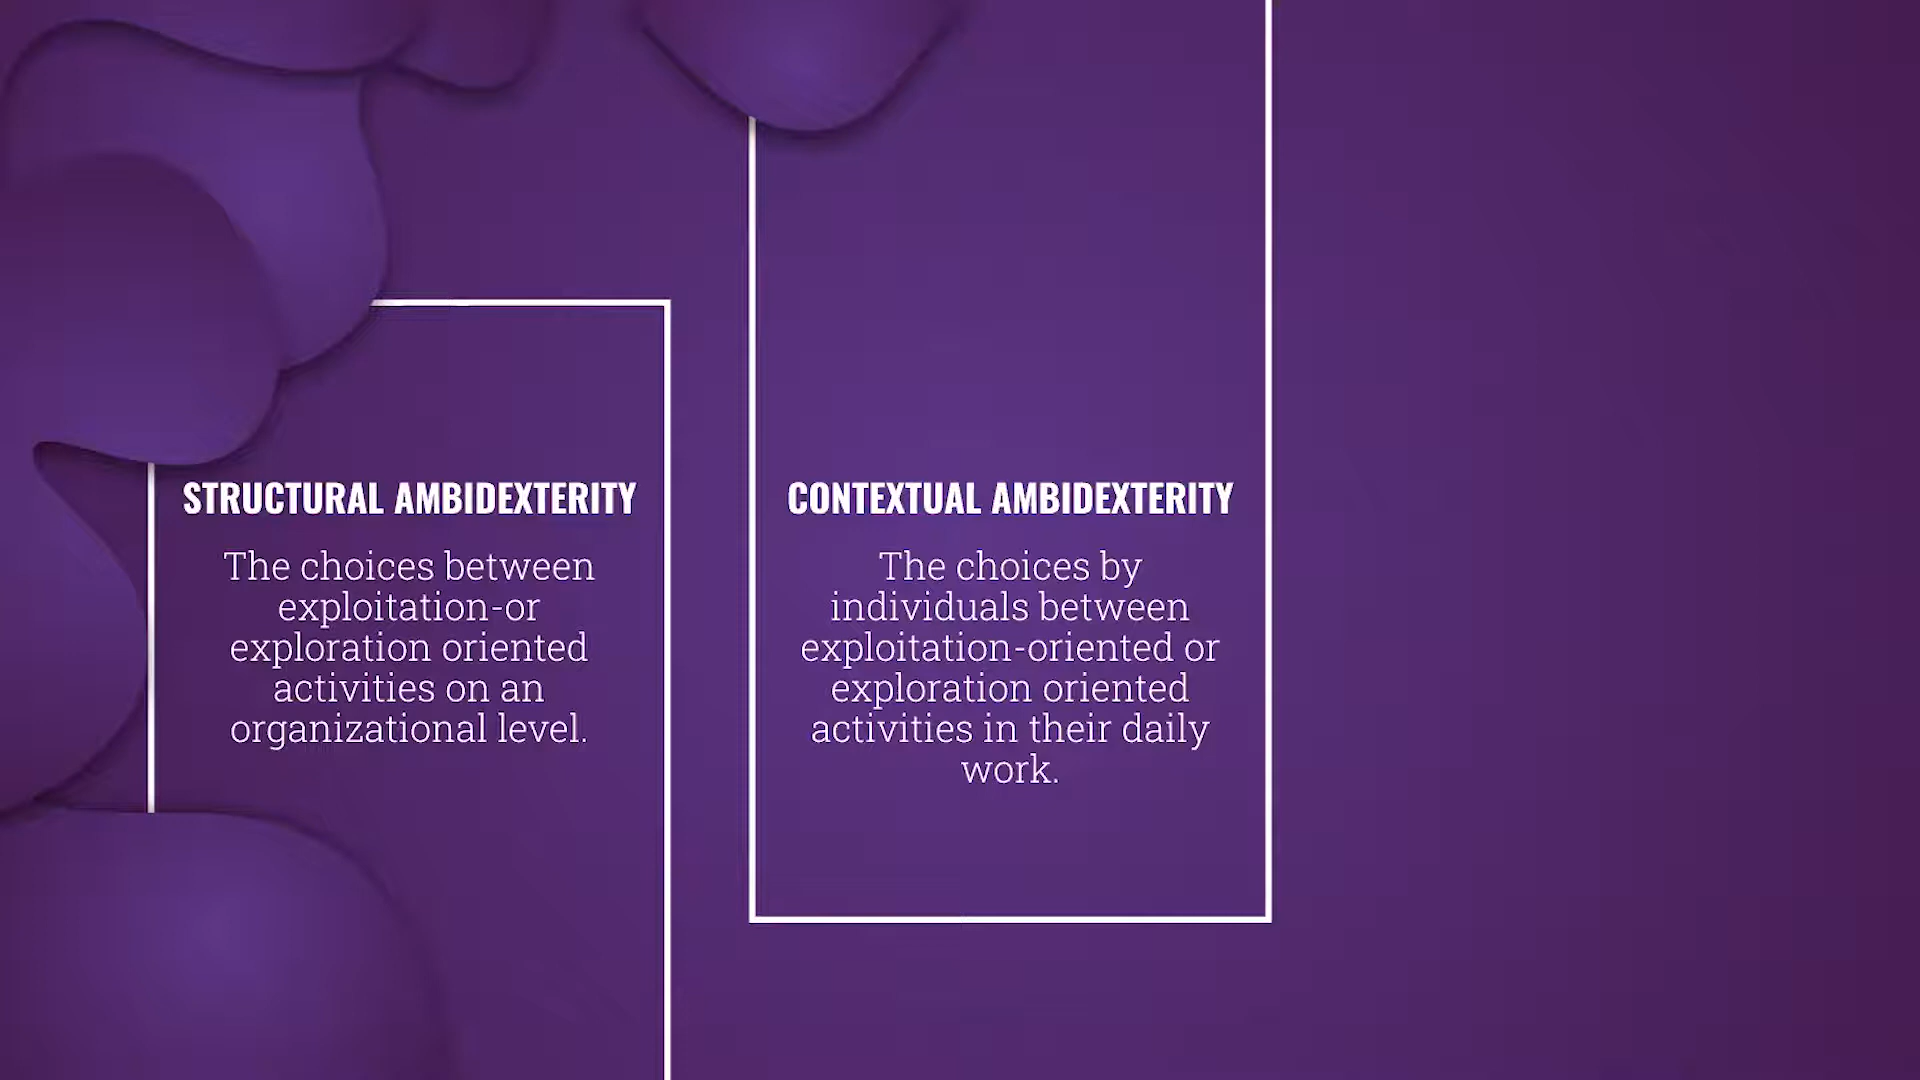 STRUCTURAL AMBIDEXTERITY
The choices between
exploitation-or
exploration oriented
activities on an
organizational level.
CONTEXTUAL AMBIDEXTERITY
The choices by
individuals between
exploitation-oriented or
exploration oriented
activities in their daily
work.